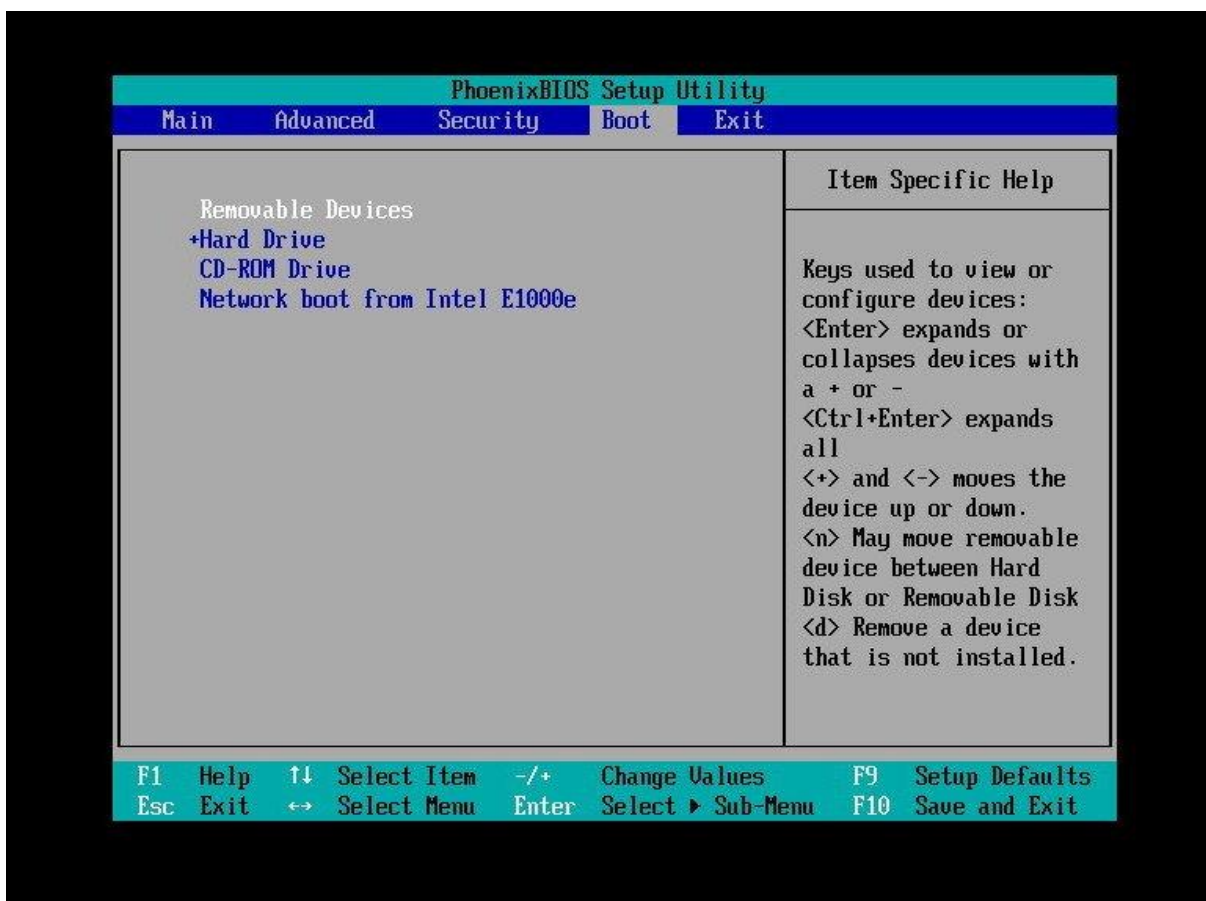 PhoenixBIOS Setup Utility
Main Advanced Security Boot Exit
Removable Devices
+Hard Drive
CD-ROM Drive
Network boot from Intel E1000e
Item Specific Help
Keys used to view or
configure devices:
<Enter> expands or
collapses devices with
a + or -
<Ctrl+Enter> expands
all
<+> and <-> moves the
device up or down.
<n> May move removable
device between Hard
Disk or Removable Disk
<d> Remove a device
that is not installed.
F1 Help ↑↓ Select Item -/+ Change Values F9 Setup Defaults
Esc Exit ↔ Select Menu Enter Select ▶ Sub-Menu F10 Save and Exit